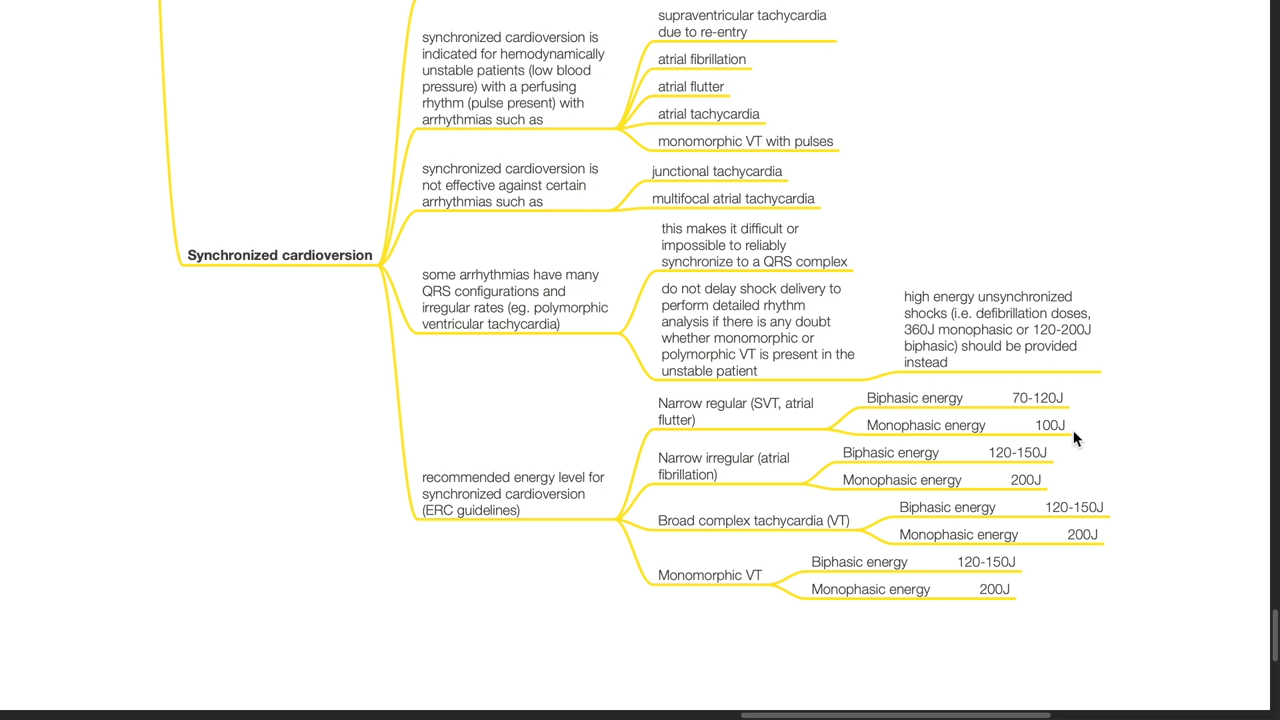 Synchronized cardioversion
synchronized cardioversion is
indicated for hemodynamically
unstable patients (low blood
pressure) with a perfusing
rhythm (pulse present) with
arrhythmias such as
supraventricular tachycardia
due to re-entry
atrial fibrillation
atrial flutter
atrial tachycardia
monomorphic VT with pulses
synchronized cardioversion is
not effective against certain
arrhythmias such as
junctional tachycardia
multifocal atrial tachycardia
some arrhythmias have many
QRS configurations and
irregular rates (eg. polymorphic
ventricular tachycardia)
this makes it difficult or
impossible to reliably
synchronize to a QRS complex
do not delay shock delivery to
perform detailed rhythm
analysis if there is any doubt
whether monomorphic or
polymorphic VT is present in the
unstable patient
high energy unsynchronized
shocks (i.e. defibrillation doses,
360J monophasic or 120-200J
biphasic) should be provided
instead
recommended energy level for
synchronized cardioversion
(ERC guidelines)
Narrow regular (SVT, atrial
flutter)
Biphasic energy 70-120J
Monophasic energy 100J
Narrow irregular (atrial
fibrillation)
Biphasic energy 120-150J
Monophasic energy 200J
Broad complex tachycardia (VT)
Biphasic energy 120-150J
Monophasic energy 200J
Monomorphic VT
Biphasic energy 120-150J
Monophasic energy 200J